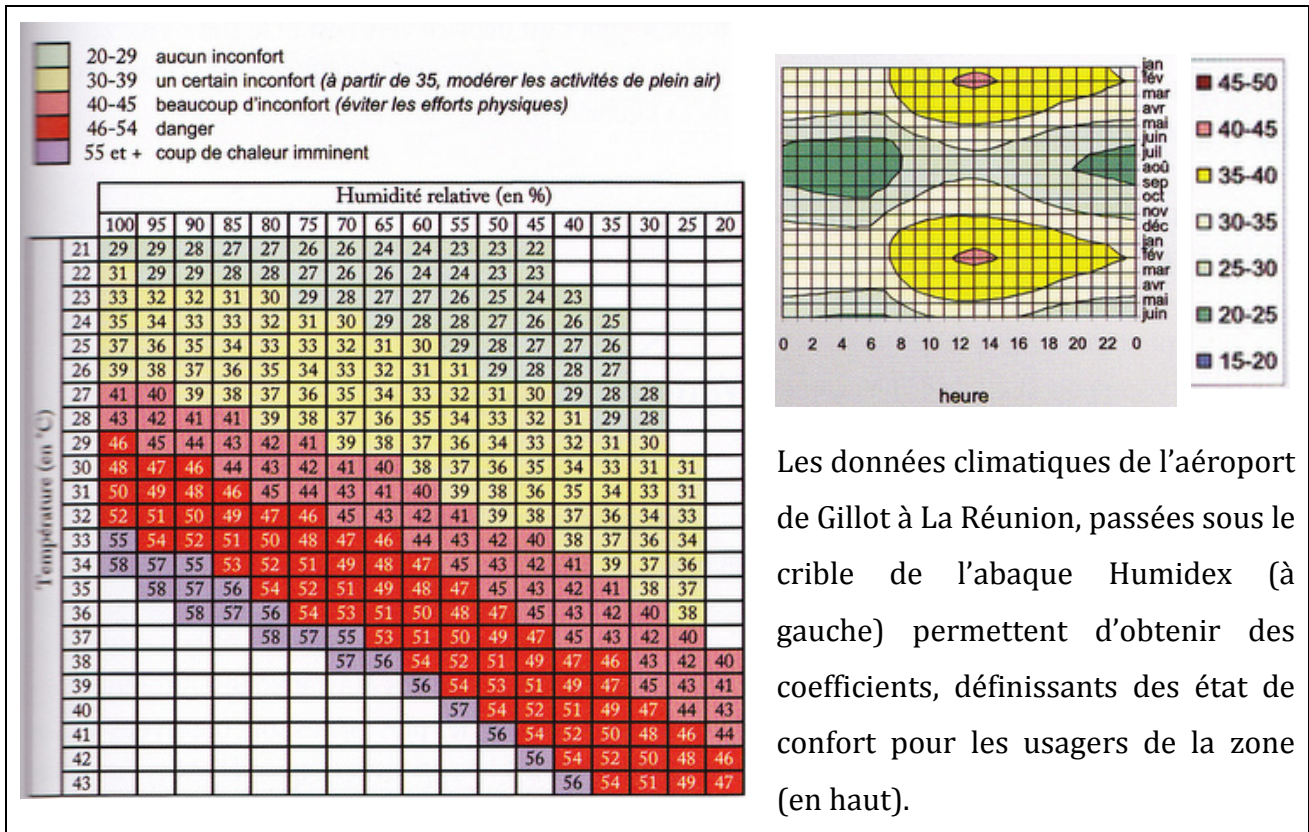 20-29 aucun inconfort
30-39 un certain inconfort (à partir de 35, modérer les activités de plein air)
40-45 beaucoup d'inconfort (éviter les efforts physiques)
46-54 danger
55 et + coup de chaleur imminent
Humidité relative (en %)
100 95 90 85 80 75 70 65 60 55 50 45 40 35 30 25 20
Température (en °C)
21 29 29 28 27 27 26 26 24 24 23 23 22
22 31 29 29 28 28 27 26 26 24 24 23 23
23 33 32 32 31 30 29 28 27 27 26 25 24 23
24 35 34 33 33 32 31 30 29 28 28 27 26 26 25
25 37 36 35 34 33 33 32 31 30 29 28 27 27 26
26 39 38 37 36 35 34 33 32 31 31 29 28 28 27
27 41 40 39 38 37 36 35 34 33 32 31 30 29 28 28
28 43 42 41 41 39 38 37 36 35 34 33 32 31 29 28
29 46 45 44 43 42 41 39 38 37 36 34 33 32 31 30
30 48 47 46 44 43 42 41 40 38 37 36 35 34 33 31 31
31 50 49 48 46 45 44 43 41 40 39 38 36 35 34 33 31
32 52 51 50 49 47 46 45 43 42 41 39 38 37 36 34 33
33 55 54 52 51 50 48 47 46 44 43 42 40 38 37 36 34
34 58 57 55 53 52 51 49 48 47 45 43 42 41 39 37 36
35 58 57 56 54 52 51 49 48 47 45 43 42 41 38 37
36 58 57 56 54 53 51 50 48 47 45 43 42 40 38
37 58 57 55 53 51 50 49 47 45 43 42 40
38 57 56 54 52 51 49 47 46 43 42 40
39 56 54 53 51 49 47 45 43 41
40 57 54 52 51 49 47 44 43
41 56 54 52 50 48 46 44
42 56 54 52 50 48 46
43 56 54 51 49 47
jan
fév
mar
avr
mai
juin
juil
aoû
sep
oct
nov
déc
jan
fév
mar
avr
mai
juin
0 2 4 6 8 10 12 14 16 18 20 22 0
heure
45-50
40-45
35-40
30-35
25-30
20-25
15-20
Les données climatiques de l'aéroport
de Gillot à La Réunion, passées sous le
crible de l'abaque Humidex (à
gauche) permettent d'obtenir des
coefficients, définissants des état de
confort pour les usagers de la zone
(en haut).